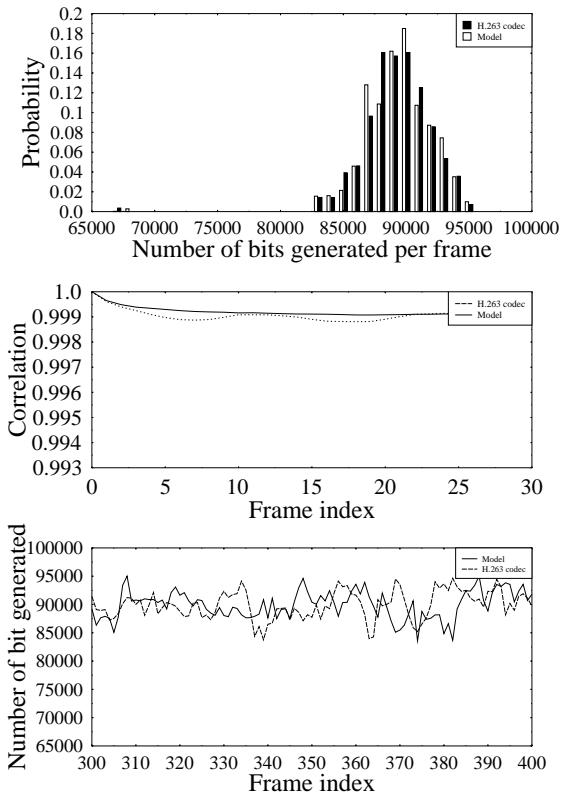 0.2
0.18
0.16
0.14
0.12
0.1
0.08
0.06
0.04
0.02
0.0
Probability
H.263 codec
Model
65000 70000 75000 80000 85000 90000 95000 100000
Number of bits generated per frame
1.0
0.999
0.998
0.997
0.996
0.995
0.994
0.993
Correlation
H.263 codec
Model
0 5 10 15 20 25 30
Frame index
100000
95000
90000
85000
80000
75000
70000
65000
Number of bit generated
Model
H.263 codec
300 310 320 330 340 350 360 370 380 390 400
Frame index